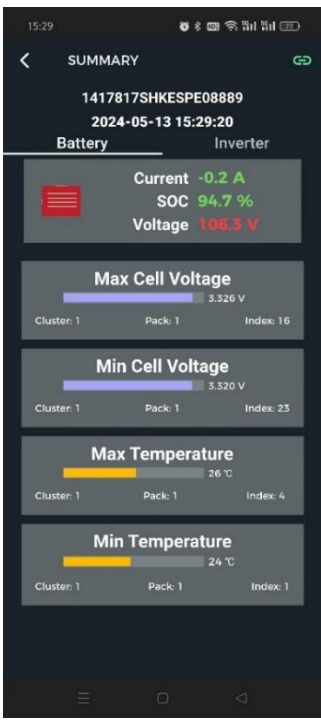 15:29
77
SUMMARY
1417817SHKESPE08889
2024-05-13 15:29:20
Battery Inverter
Current -0.2 A
SOC 94.7 %
Voltage 106.3 V
Max Cell Voltage
3.326 V
Cluster: 1 Pack: 1 Index: 16
Min Cell Voltage
3.320 V
Cluster: 1 Pack: 1 Index: 23
Max Temperature
26 ℃
Cluster: 1 Pack: 1 Index: 4
Min Temperature
24 ℃
Cluster: 1 Pack: 1 Index: 1